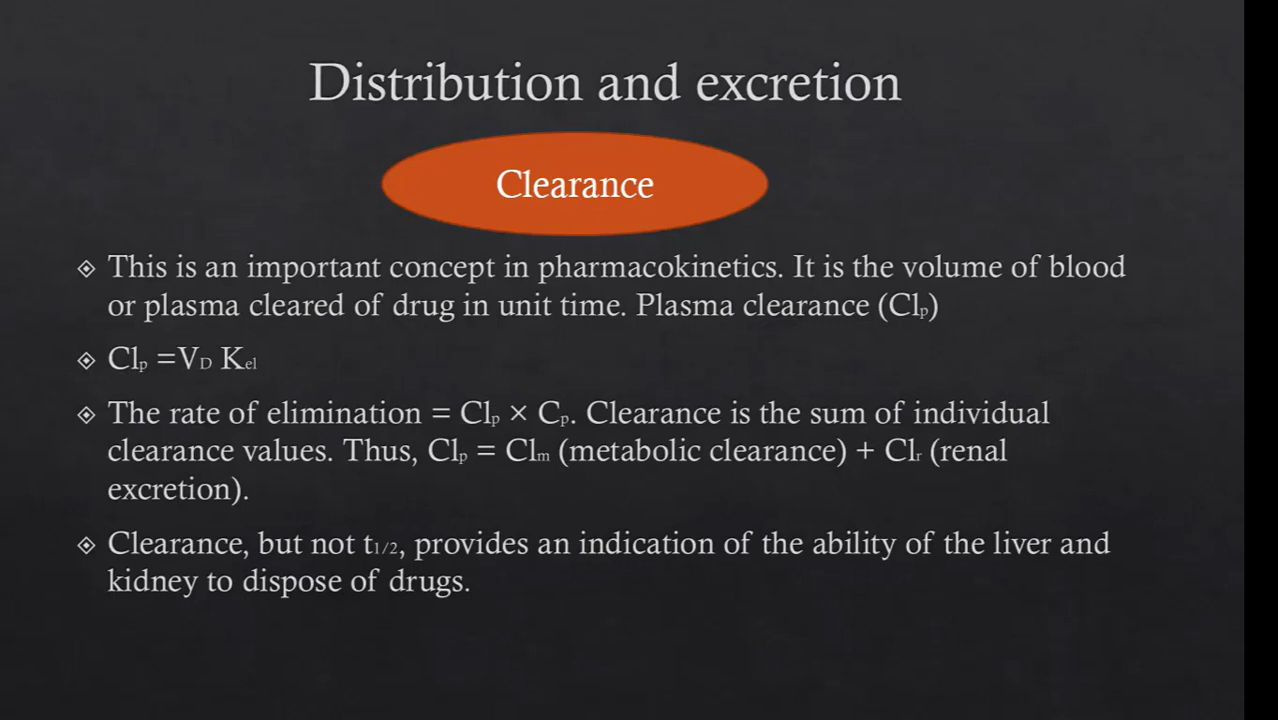 Distribution and excretion
Clearance
This is an important concept in pharmacokinetics. It is the volume of blood
or plasma cleared of drug in unit time. Plasma clearance (Clₚ)
Clₚ =V_D K_el
The rate of elimination = Clₚ × Cₚ. Clearance is the sum of individual
clearance values. Thus, Clₚ = Clₘ (metabolic clearance) + Clᵣ (renal
excretion).
Clearance, but not t₁/₂, provides an indication of the ability of the liver and
kidney to dispose of drugs.